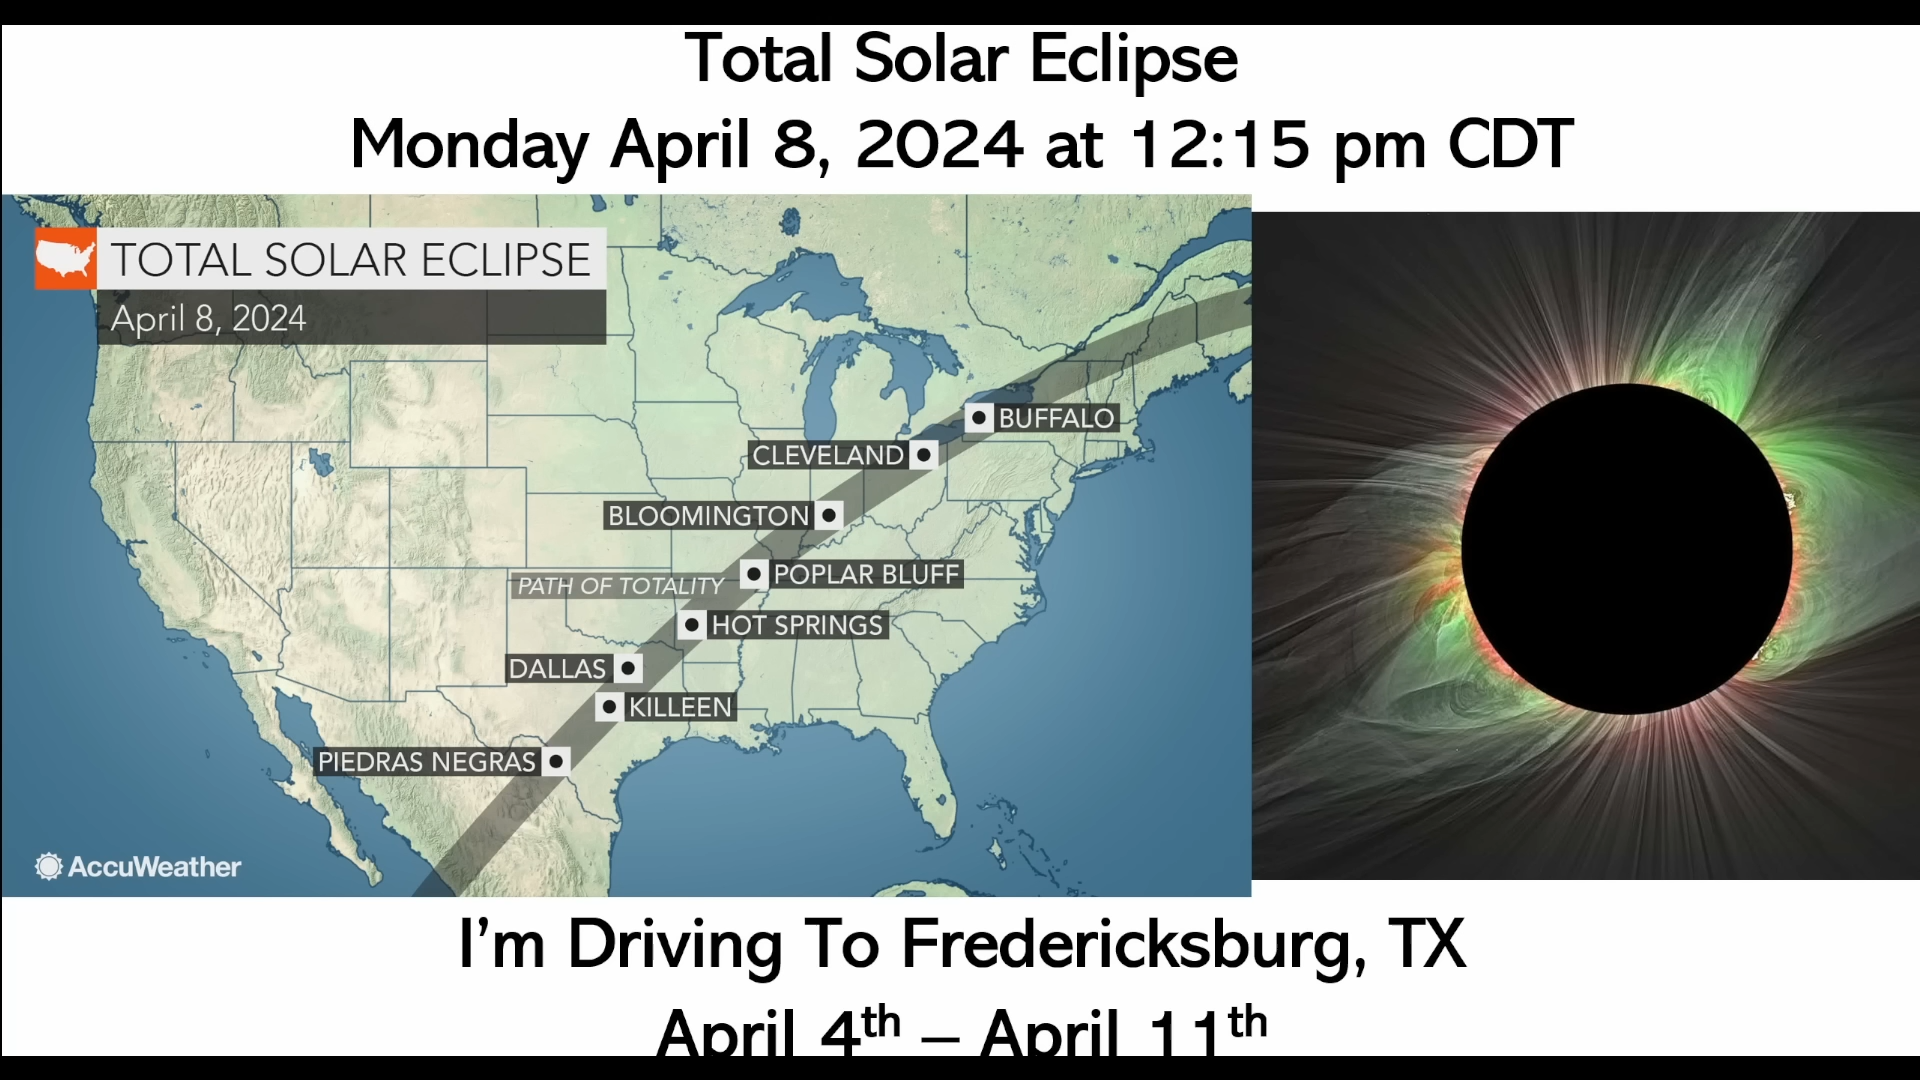 Total Solar Eclipse
Monday April 8, 2024 at 12:15 pm CDT
TOTAL SOLAR ECLIPSE
April 8, 2024
BUFFALO
CLEVELAND
BLOOMINGTON
PATH OF TOTALITY
POPLAR BLUFF
HOT SPRINGS
DALLAS
KILLEEN
PIEDRAS NEGRAS
AccuWeather
I'm Driving To Fredericksburg, TX
April 4th – April 11th